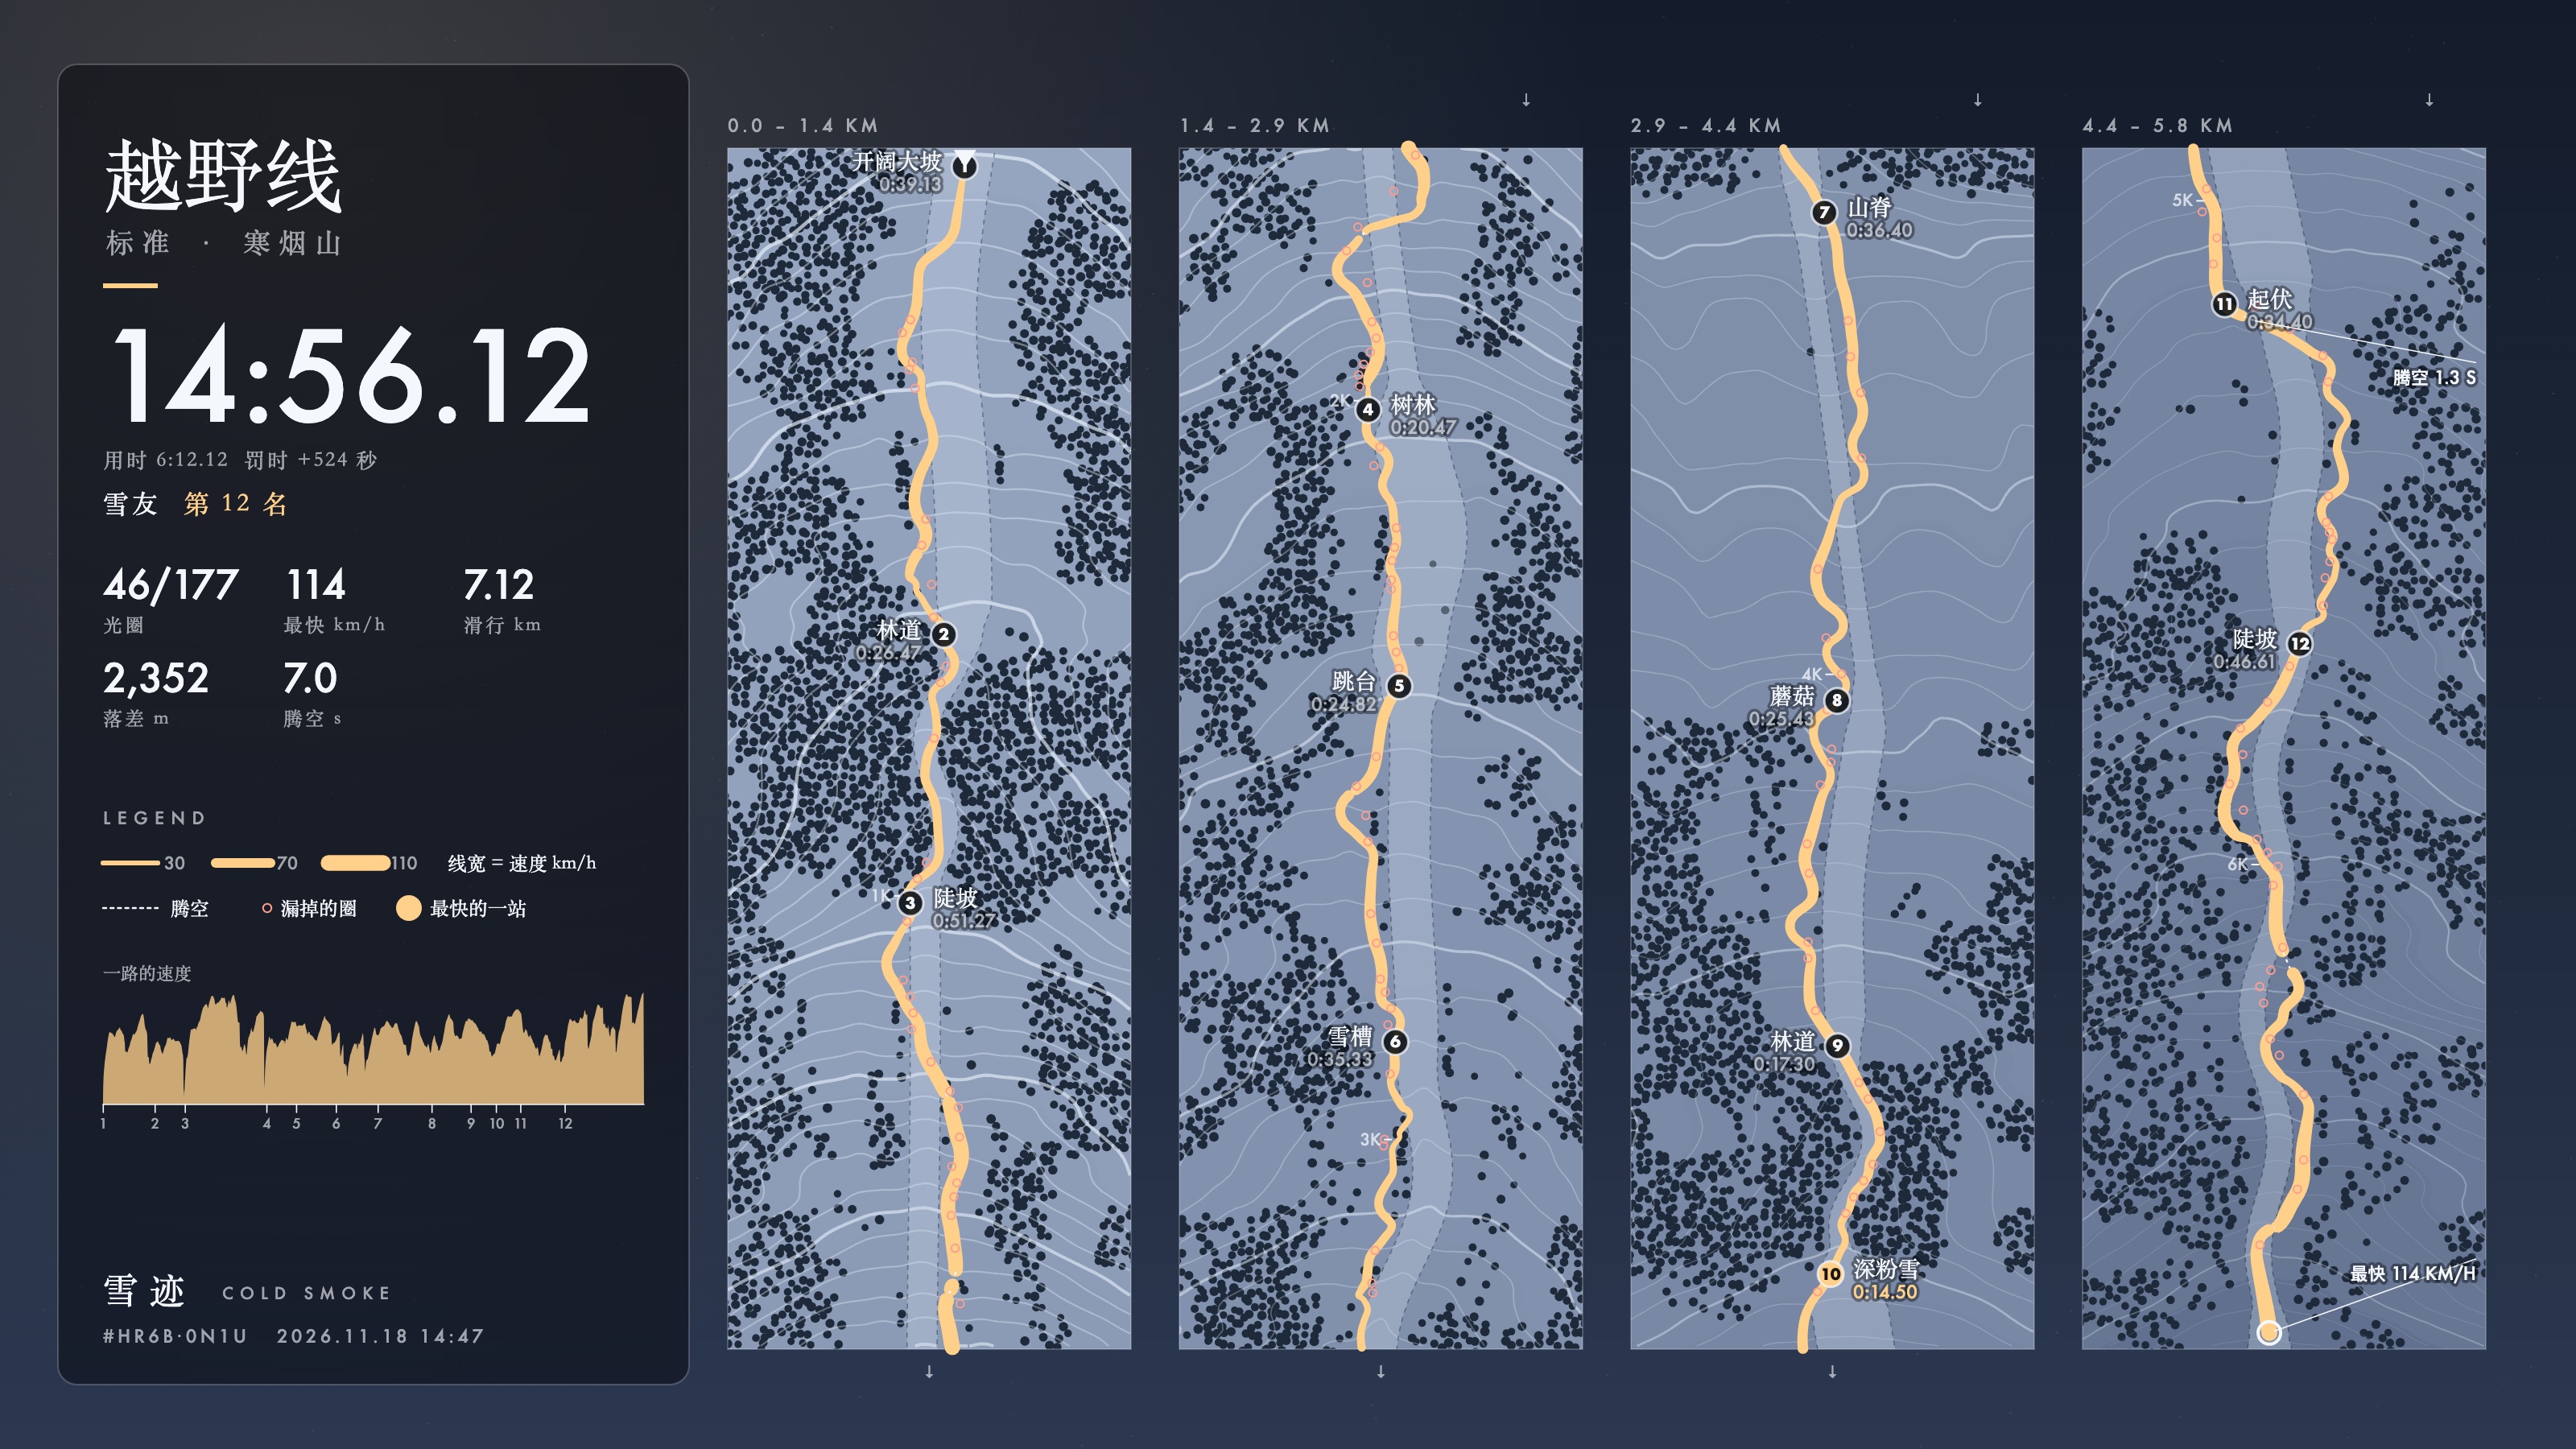 越野线
标准 · 寒烟山
14:56.12
用时 6:12.12 罚时 +524 秒
雪友 第 12 名
46/177 114 7.12
光圈 最快 km/h 滑行 km
2,352 7.0
落差 m 腾空 s
LEGEND
30 70 110 线宽 = 速度 km/h
腾空 漏掉的圈 最快的一站
一路的速度
1 2 3 4 5 6 7 8 9 10 11 12
雪迹 COLD SMOKE
#HR6B·0N1U 2026.11.18 14:47
0.0 – 1.4 KM
开阔大坡 1
0:39.13
林道 2
0:26.47
1K
3 陡坡
0:51.27
↓
↓
1.4 – 2.9 KM
2K
4 树林
0:20.47
跳台 5
0:24.82
雪槽 6
0:35.33
3K
↓
↓
2.9 – 4.4 KM
7 山脊
0:36.40
4K
蘑菇 8
0:25.43
林道 9
0:17.30
10 深粉雪
0:14.50
↓
↓
4.4 – 5.8 KM
5K
11 起伏
0:34.40
腾空 1.3 S
陡坡 12
0:46.61
6K
最快 114 KM/H